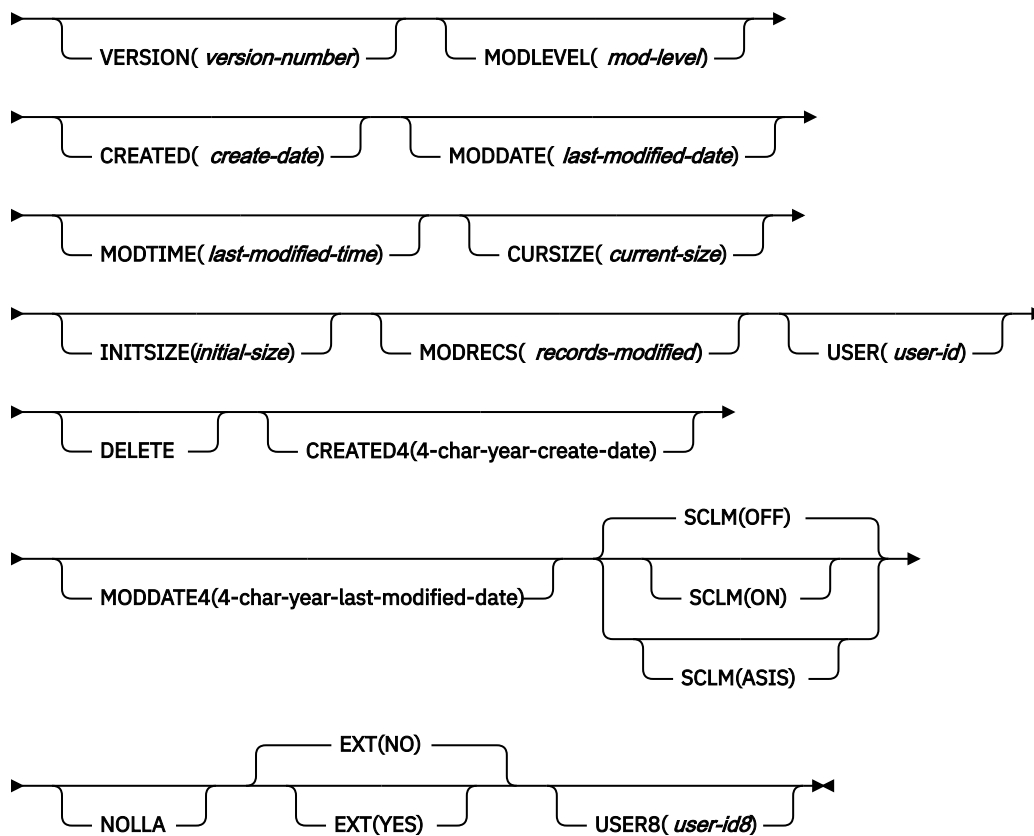 VERSION( version-number) MODLEVEL( mod-level)
CREATED( create-date) MODDATE( last-modified-date)
MODTIME( last-modified-time) CURSIZE( current-size)
INITSIZE(initial-size) MODRECS( records-modified) USER( user-id)
DELETE CREATED4(4-char-year-create-date)
SCLM(OFF)
MODDATE4(4-char-year-last-modified-date) SCLM(ON)
SCLM(ASIS)
EXT(NO)
NOLLA EXT(YES) USER8( user-id8)